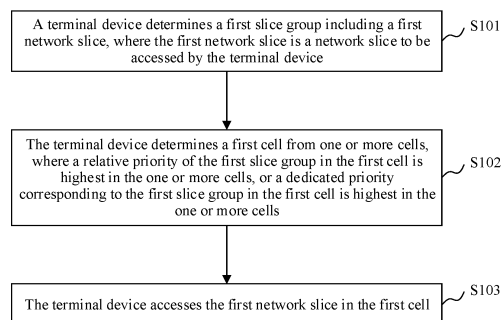 A terminal device determines a first slice group including a first
network slice, where the first network slice is a network slice to be
accessed by the terminal device
S101
The terminal device determines a first cell from one or more cells,
where a relative priority of the first slice group in the first cell is
highest in the one or more cells, or a dedicated priority
corresponding to the first slice group in the first cell is highest in the
one or more cells
S102
The terminal device accesses the first network slice in the first cell
S103